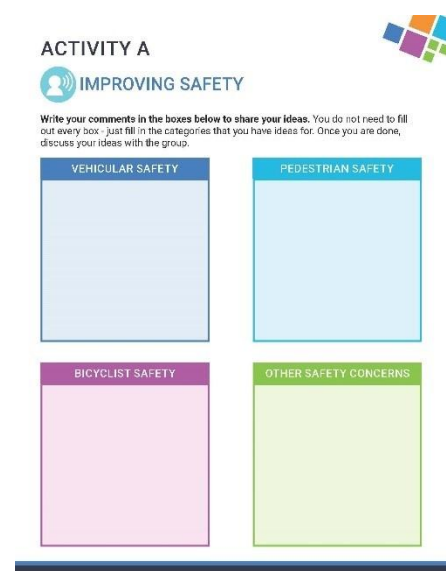 ACTIVITY A
IMPROVING SAFETY
Write your comments in the boxes below to share your ideas. You do not need to fill
out every box - just fill in the categories that you have ideas for. Once you are done,
discuss your ideas with the group.
VEHICULAR SAFETY
PEDESTRIAN SAFETY
BICYCLIST SAFETY
OTHER SAFETY CONCERNS